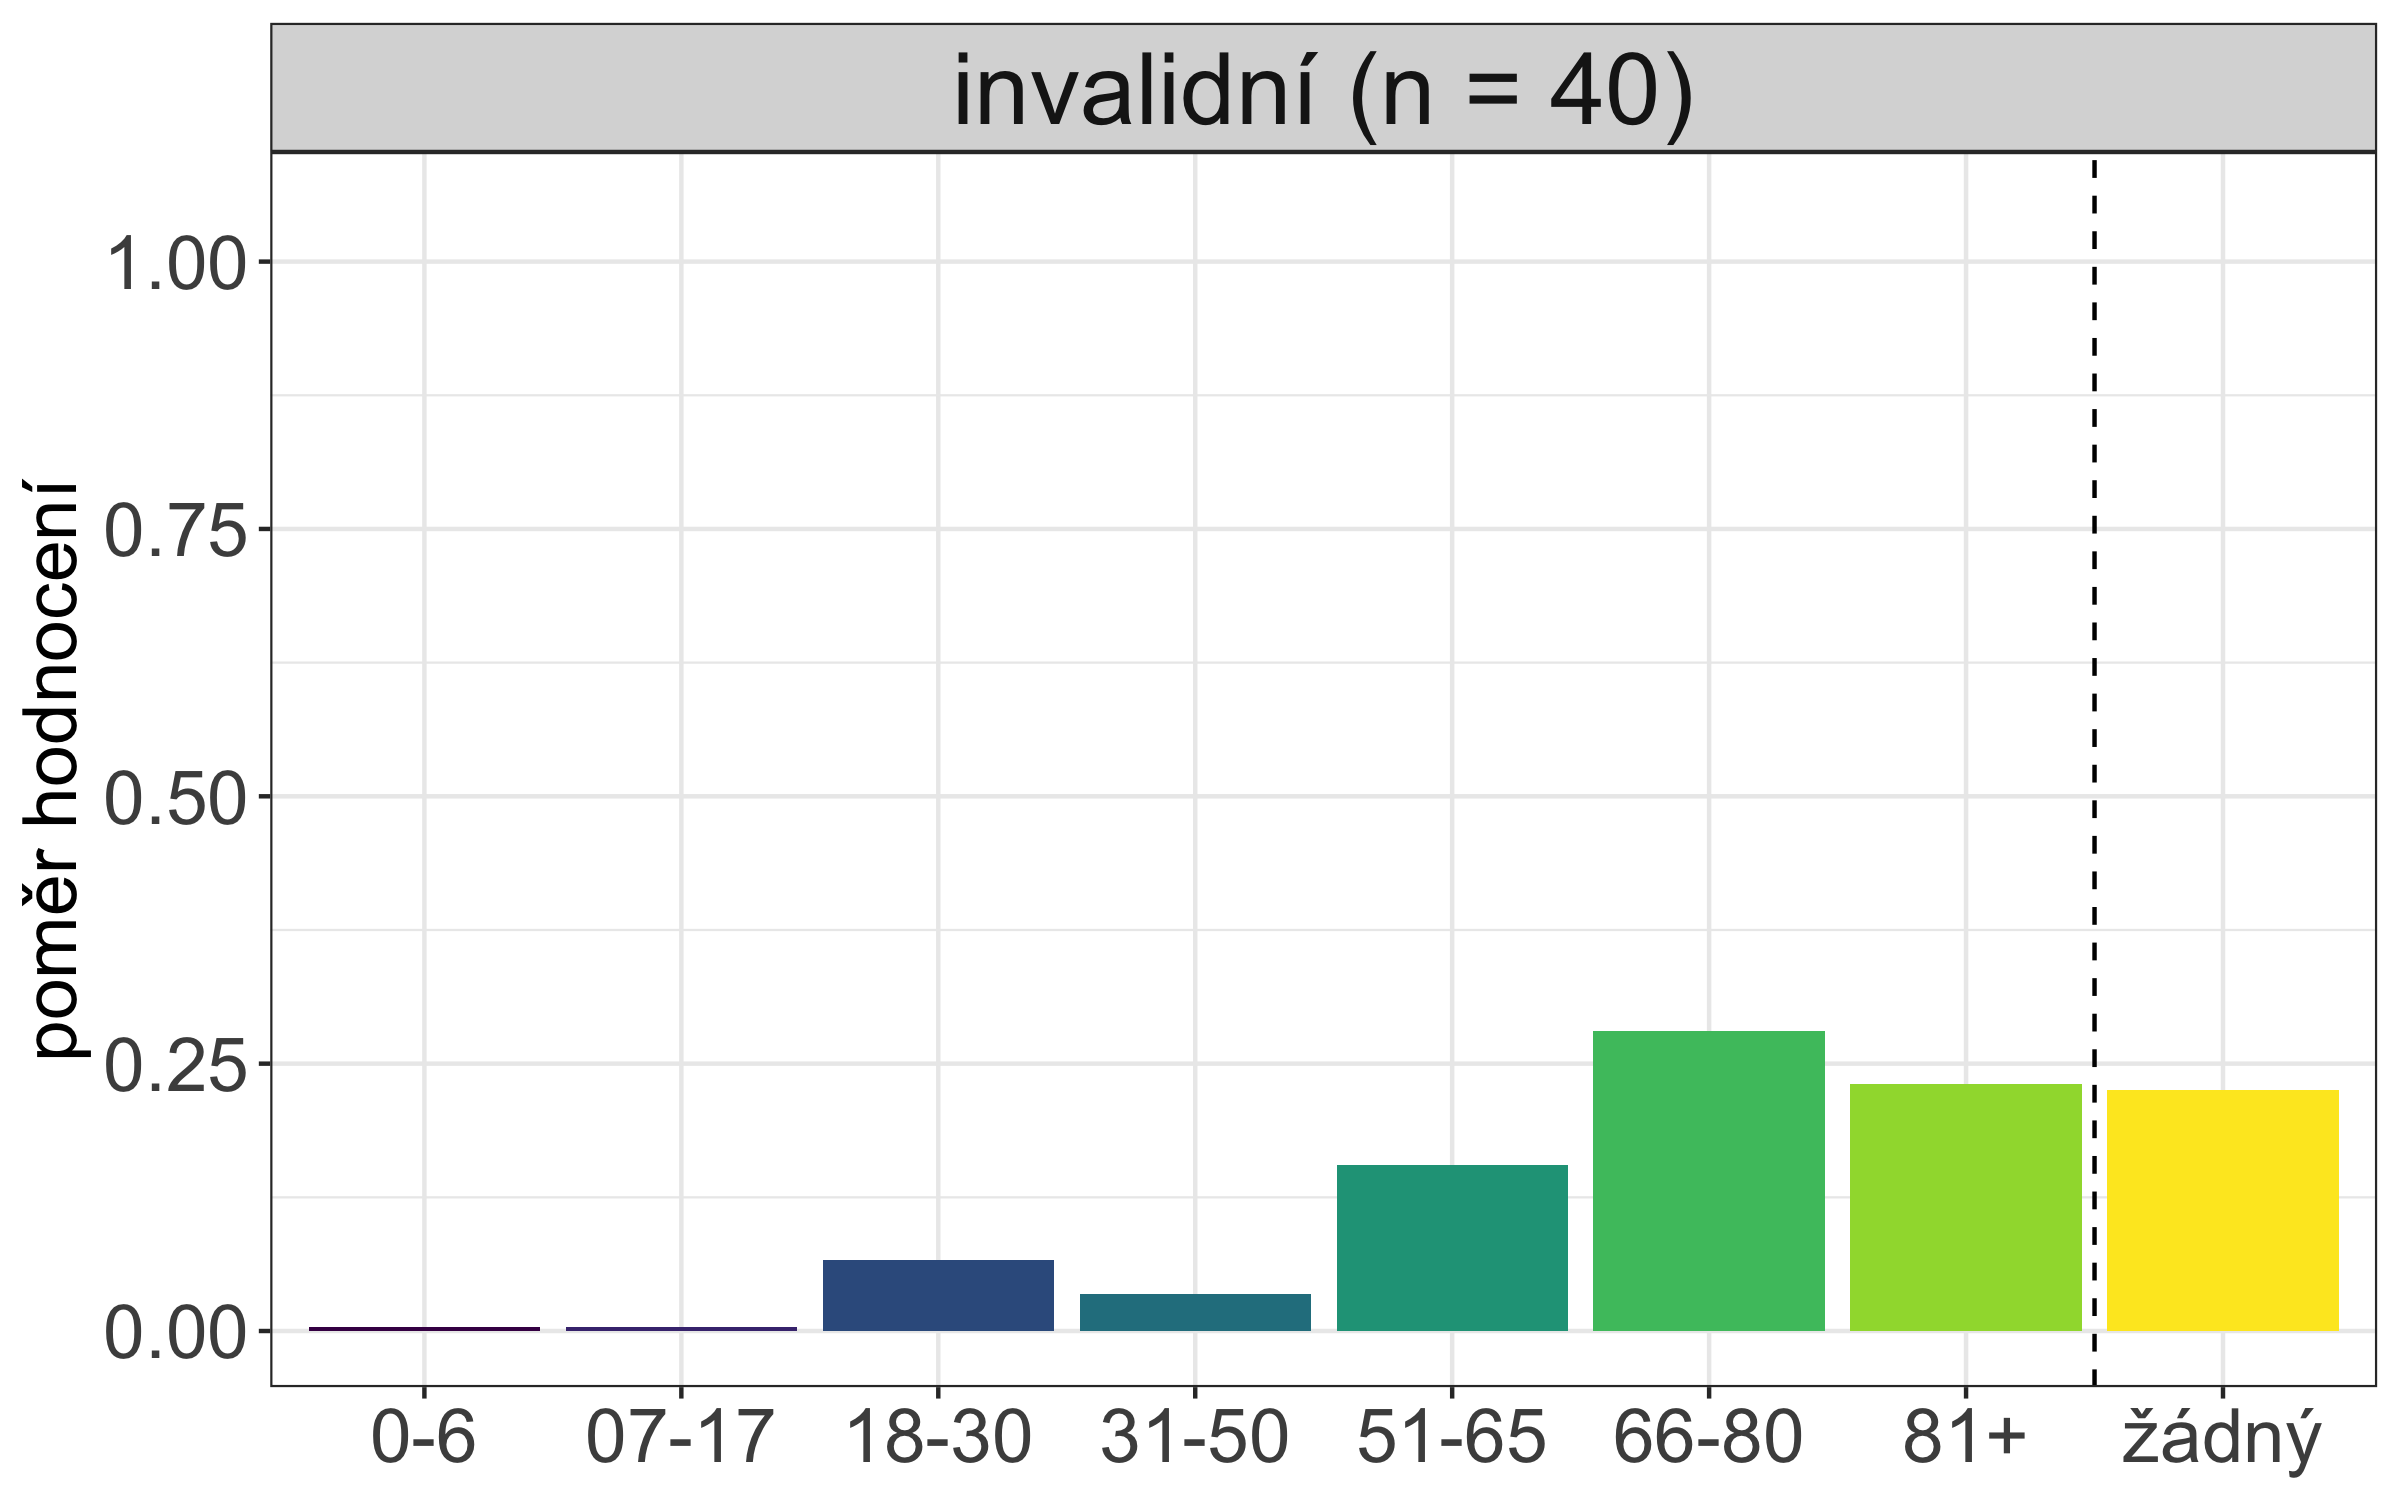 invalidní (n = 40)
poměr hodnocení
1.00
0.75
0.50
0.25
0.00
0-6 07-17 18-30 31-50 51-65 66-80 81+ žádný